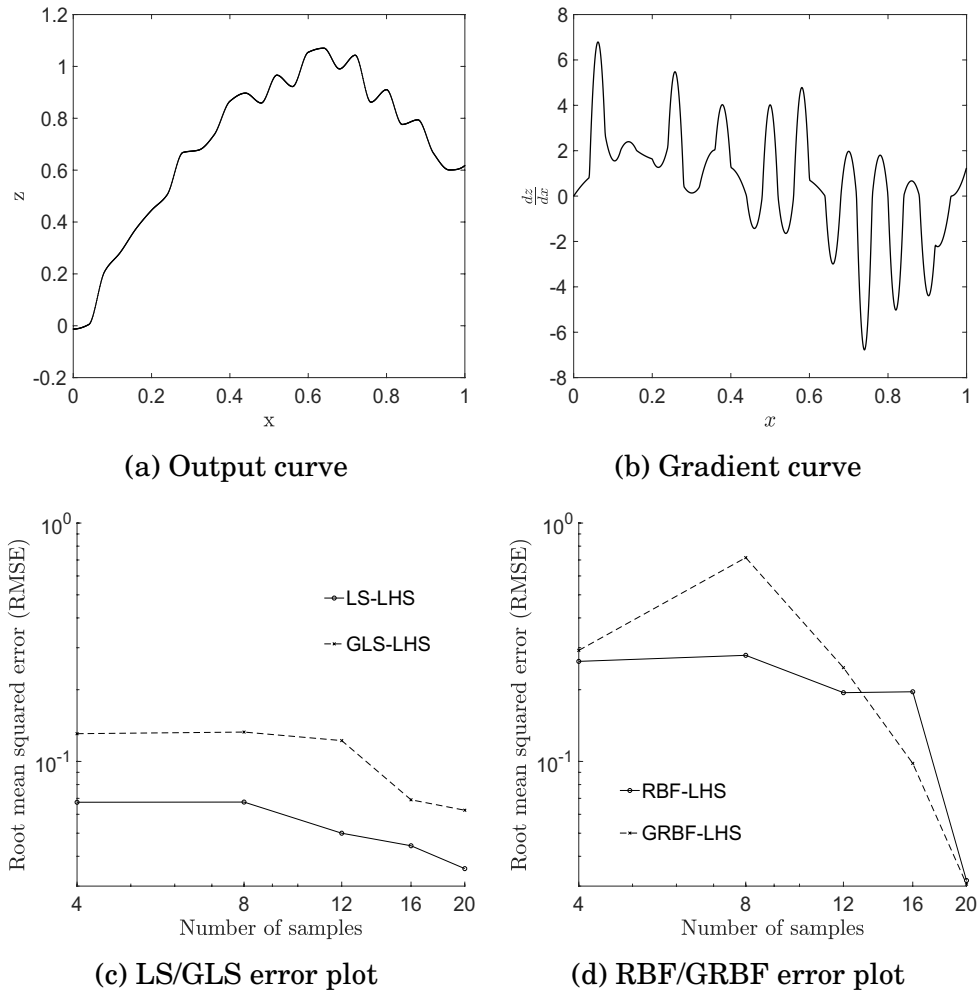 1.2
1
0.8
0.6
0.4
0.2
0
-0.2
z
0 0.2 0.4 0.6 0.8 1
x
(a) Output curve
8
6
4
2
0
-2
-4
-6
-8
dz/dx
0 0.2 0.4 0.6 0.8 1
x
(b) Gradient curve
10^0
10^-1
Root mean squared error (RMSE)
LS-LHS
GLS-LHS
4 8 12 16 20
Number of samples
(c) LS/GLS error plot
10^0
10^-1
Root mean squared error (RMSE)
RBF-LHS
GRBF-LHS
4 8 12 16 20
Number of samples
(d) RBF/GRBF error plot